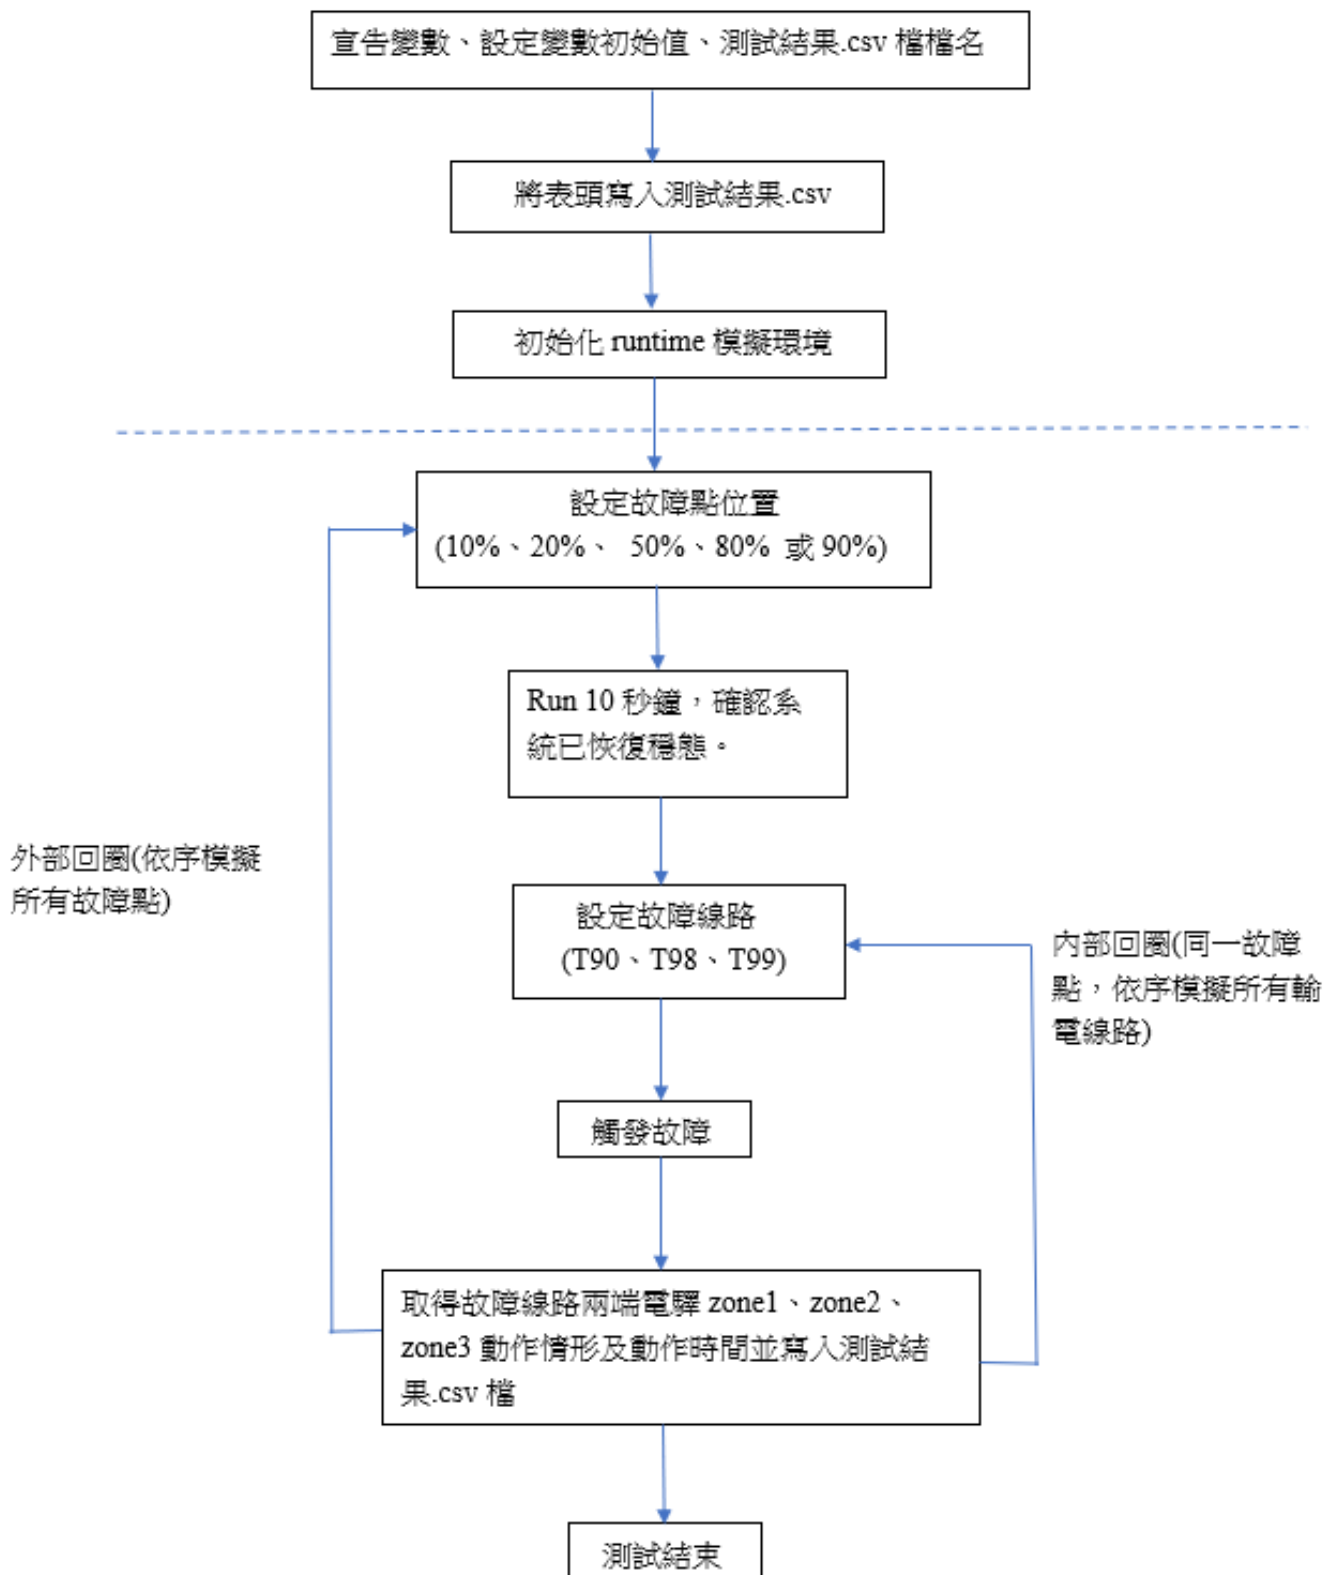 宣告變數、設定變數初始值、測試結果.csv 檔檔名
將表頭寫入測試結果.csv
初始化 runtime 模擬環境
設定故障點位置
(10%、20%、 50%、80% 或 90%)
Run 10 秒鐘，確認系
統已恢復穩態。
外部回圈(依序模擬
所有故障點)
設定故障線路
(T90、T98、T99)
內部回圈(同一故障
點，依序模擬所有輸
電線路)
觸發故障
取得故障線路兩端電驛 zone1、zone2、
zone3 動作情形及動作時間並寫入測試結
果.csv 檔
測試結束